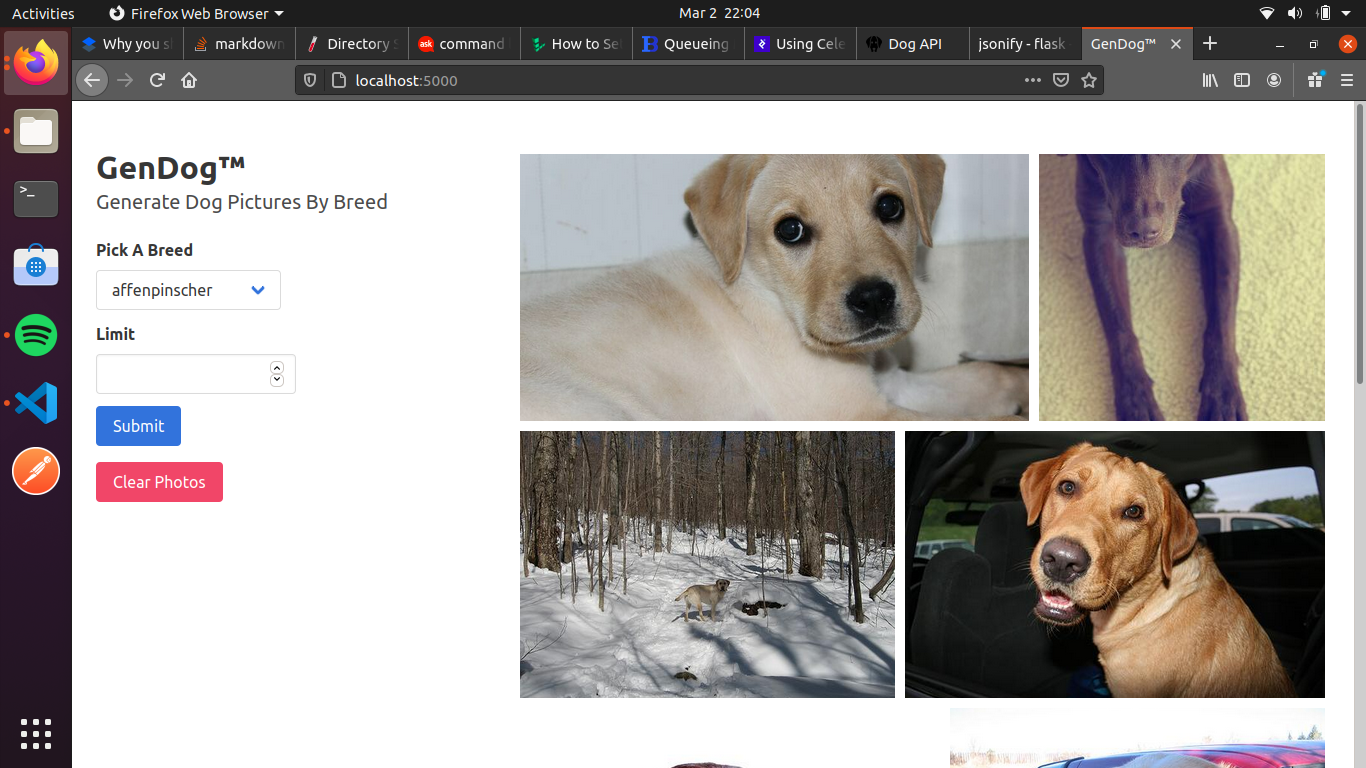 Activities
Firefox Web Browser
Mar 2 22:04
Why you s
markdown
Directory S
ask
command l
How to Se
B
Queueing
Using Cele
Dog API
jsonify - flask
GenDog™
localhost:5000
GenDog™
Generate Dog Pictures By Breed
Pick A Breed
affenpinscher
Limit
Submit
Clear Photos
>_